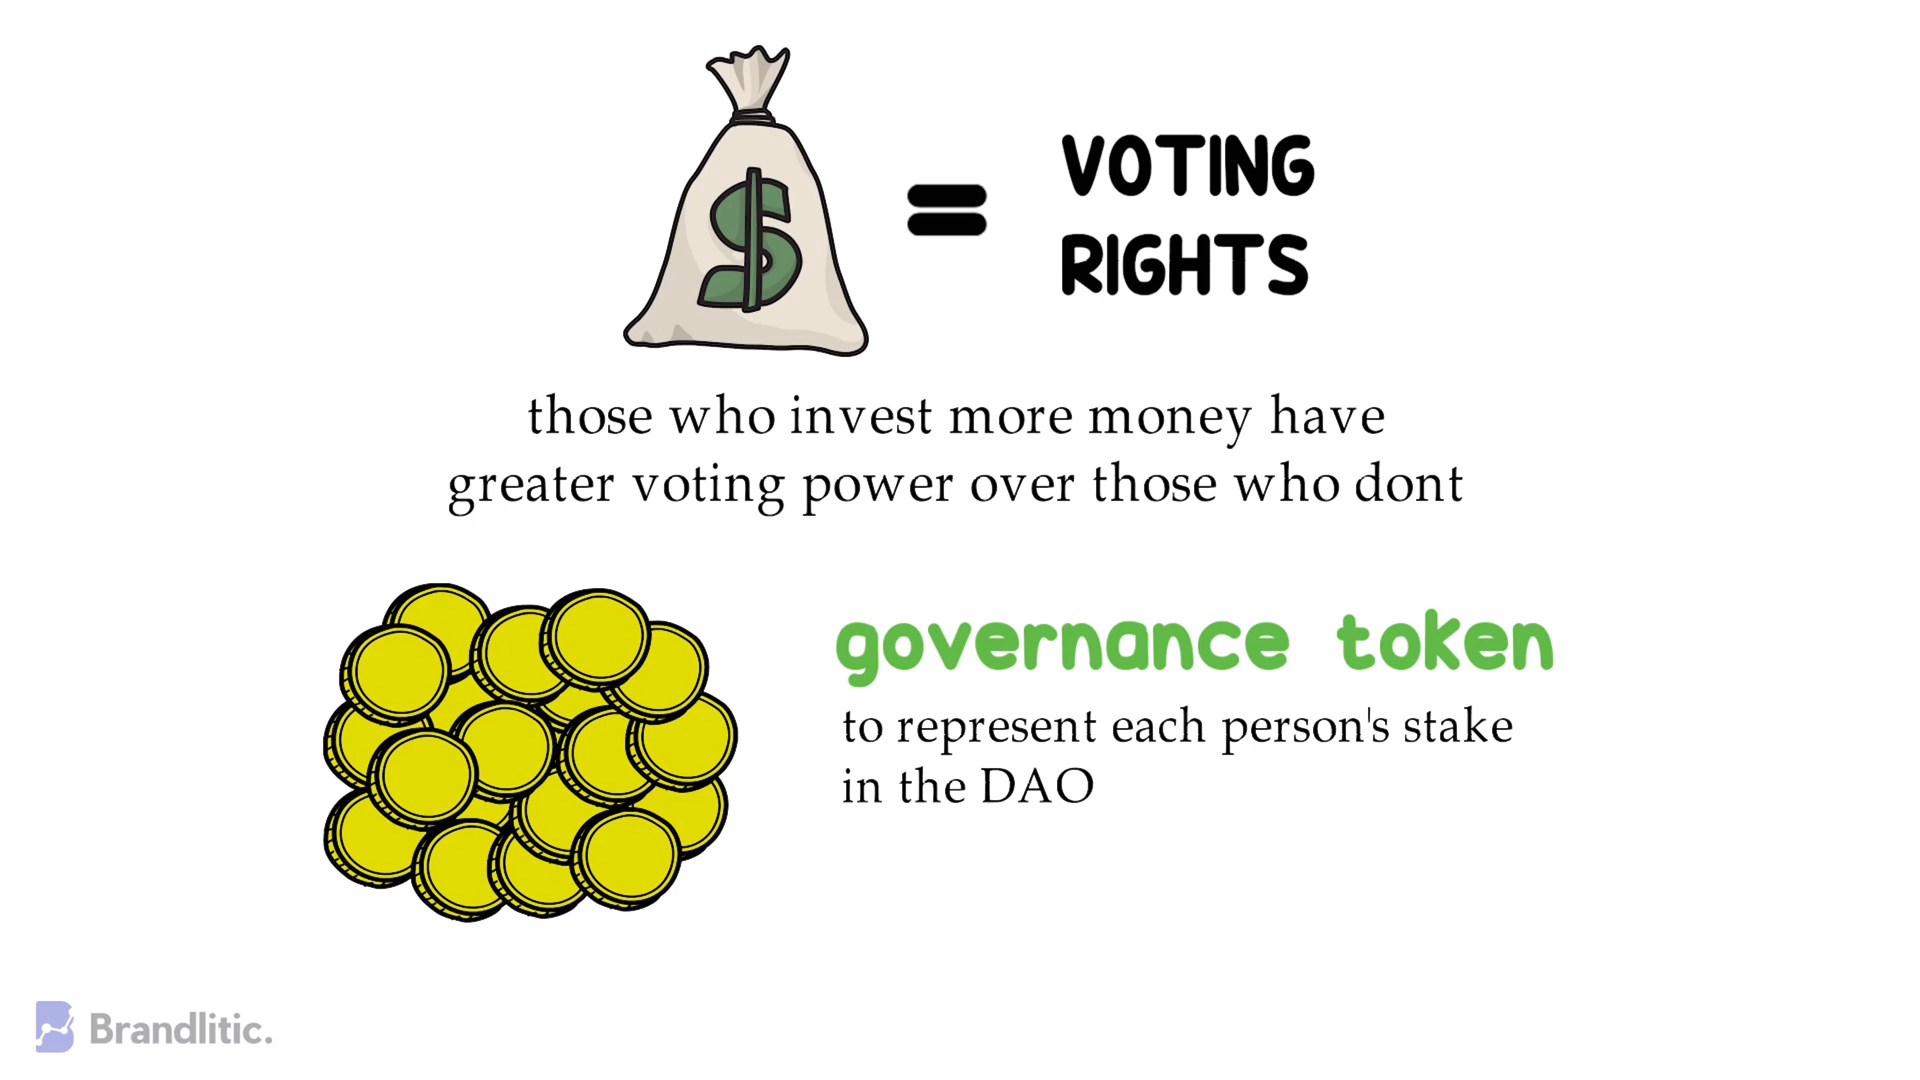 VOTING
RIGHTS
those who invest more money have
greater voting power over those who dont
governance token
to represent each person's stake
in the DAO
Brandlitic.